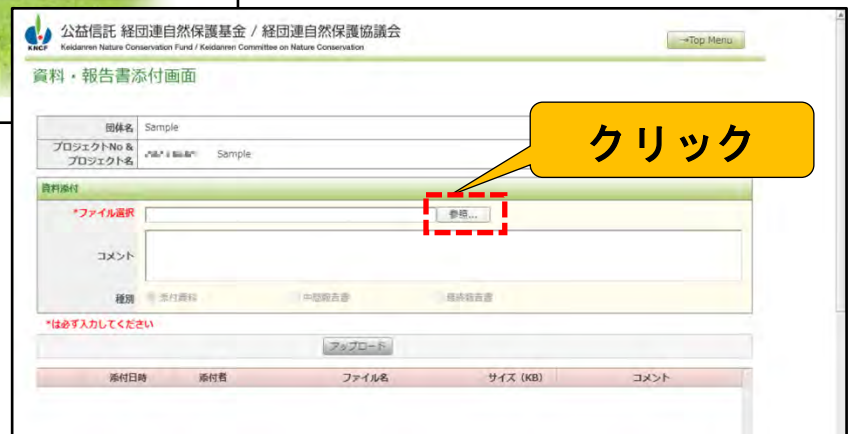 公益信託 経団連自然保護基金 / 経団連自然保護協議会
KNCF Keidanren Nature Conservation Fund / Keidanren Committee on Nature Conservation
→Top Menu
資料・報告書添付画面
団体名 Sample
プロジェクトNo &
プロジェクト名 Sample
クリック
資料添付
*ファイル選択 参照...
コメント
種別 添付資料 中間報告書 最終報告書
*は必ず入力してください
アップロード
添付日時 添付者 ファイル名 サイズ（KB） コメント